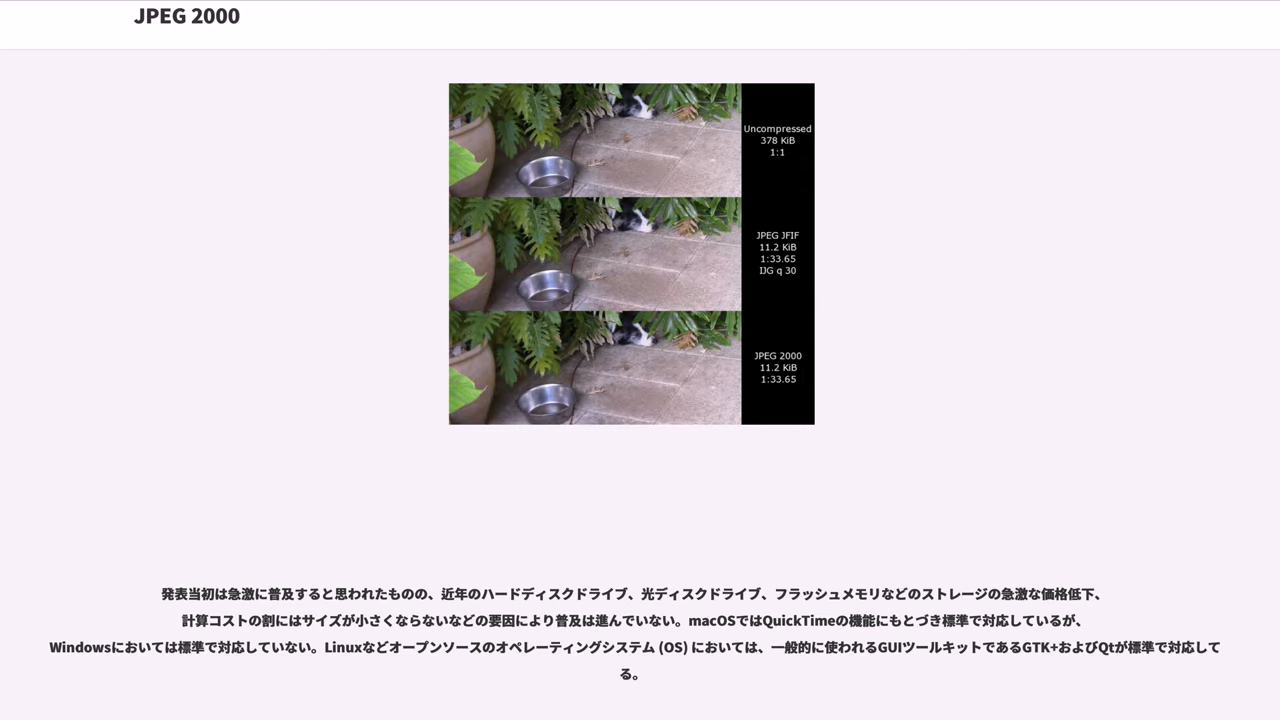 JPEG 2000
Uncompressed
378 KiB
1:1
JPEG JFIF
11.2 KiB
1:33.65
IJG q 30
JPEG 2000
11.2 KiB
1:33.65
発表当初は急激に普及すると思われたものの、近年のハードディスクドライブ、光ディスクドライブ、フラッシュメモリなどのストレージの急激な価格低下、
計算コストの割にはサイズが小さくならないなどの要因により普及は進んでいない。macOSではQuickTimeの機能にもとづき標準で対応しているが、
Windowsにおいては標準で対応していない。Linuxなどオープンソースのオペレーティングシステム (OS) においては、一般的に使われるGUIツールキットであるGTK+およびQtが標準で対応して
る。